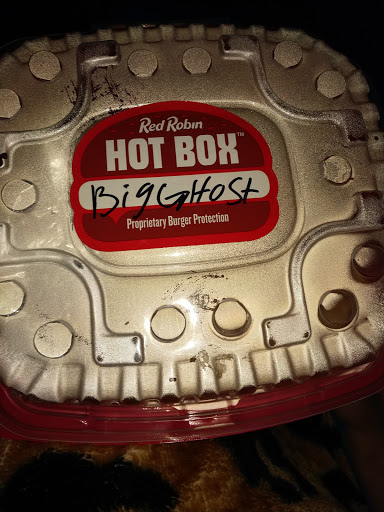 Red Robin
HOT BOX™
BiGGHOSt
Proprietary Burger Protection